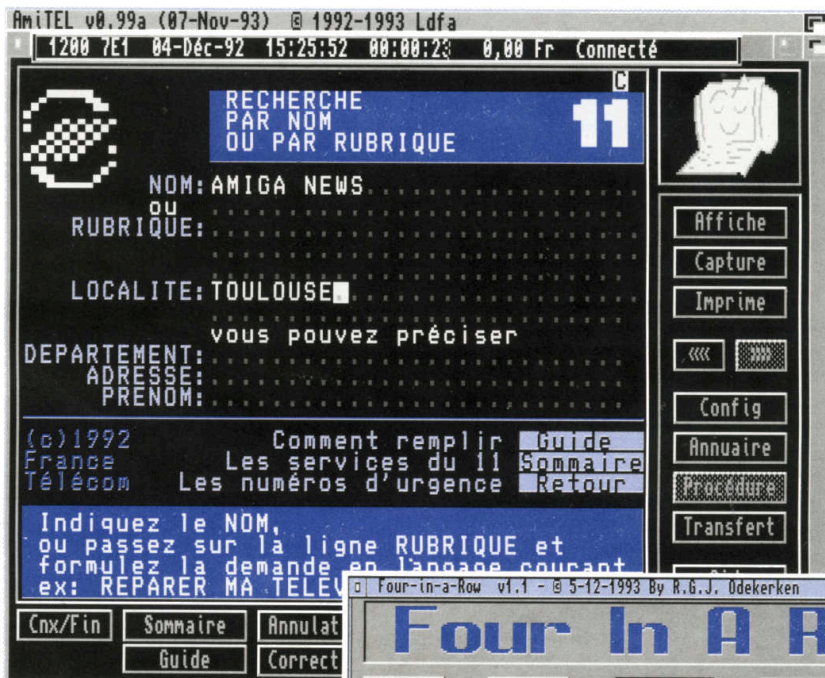 AmiTEL v0.99a (07-Nov-93) © 1992-1993 Ldfa
1200 7E1 04-Déc-92 15:25:52 00:00:23 0,00 Fr Connecté
C
RECHERCHE
PAR NOM
OU PAR RUBRIQUE
11
NOM: AMIGA NEWS
ou
RUBRIQUE:
LOCALITE: TOULOUSE
vous pouvez préciser
DEPARTEMENT:
ADRESSE:
PRENOM:
(c)1992 Comment remplir Guide
France Les services du 11 Sommaire
Télécom Les numéros d'urgence Retour
Indiquez le NOM,
ou passez sur la ligne RUBRIQUE et
formulez la demande en langage courant
ex: REPARER MA TELEV
Affiche
Capture
Imprime
<<<< >>>>
Config
Annuaire
Procédure
Transfert
Cnx/Fin Sommaire Annulat
Guide Correct
Four-in-a-Row v1.1 - © 5-12-1993 By R.G.J. Odekerken
Four In A R